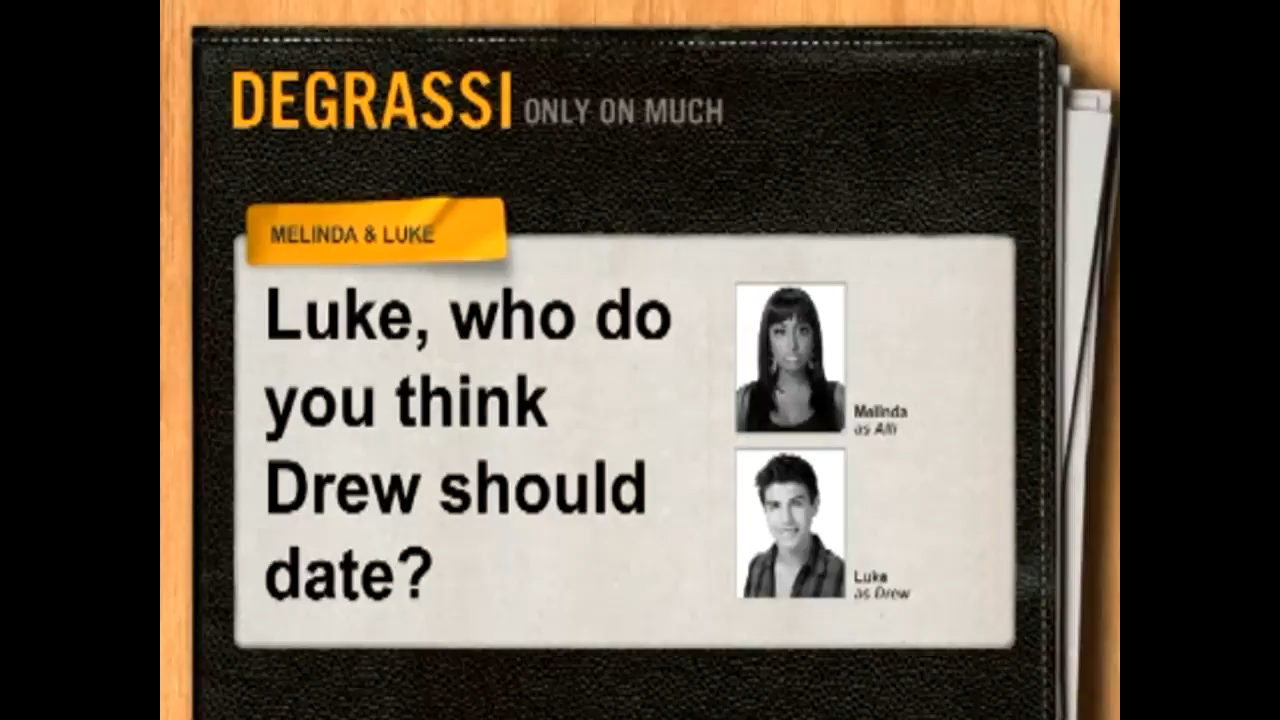 DEGRASSI ONLY ON MUCH
MELINDA & LUKE
Luke, who do
you think
Drew should
date?
Melinda
as Alli
Luke
as Drew